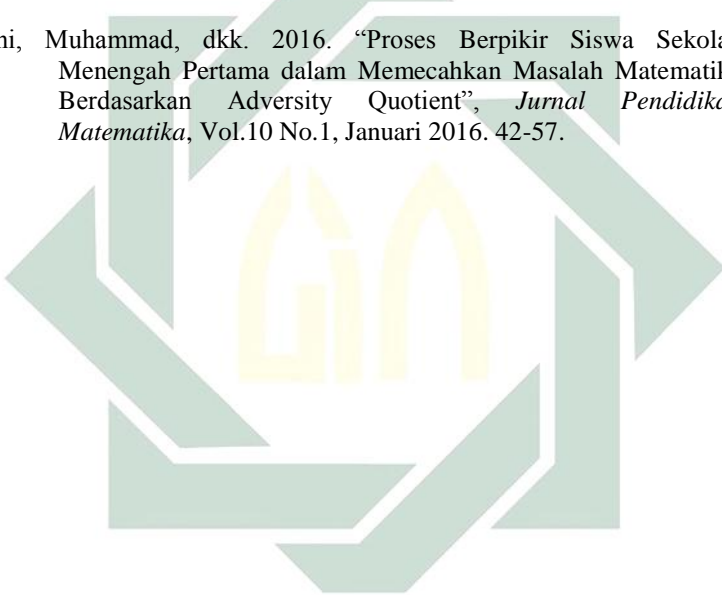 ni, Muhammad, dkk. 2016. “Proses Berpikir Siswa Sekola
Menengah Pertama dalam Memecahkan Masalah Matematik
Berdasarkan Adversity Quotient”, Jurnal Pendidika
Matematika, Vol.10 No.1, Januari 2016. 42-57.